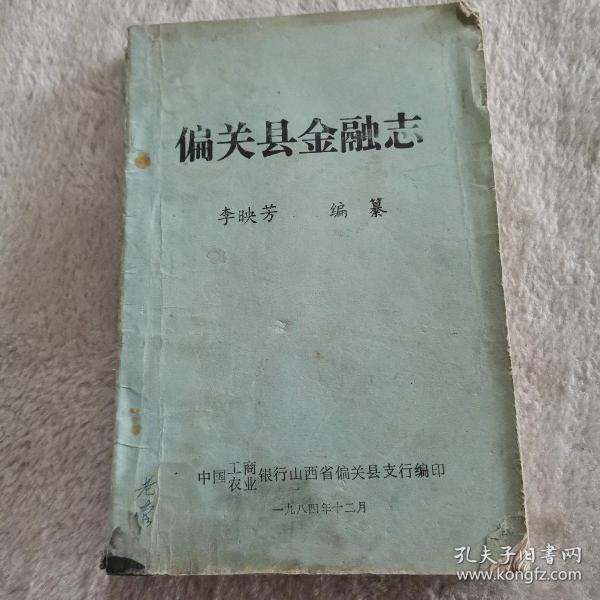 偏关县金融志
李映芳 编纂
中国工商农业银行山西省偏关县支行编印
一九八四年十二月
孔夫子旧书网
www.kongfz.com